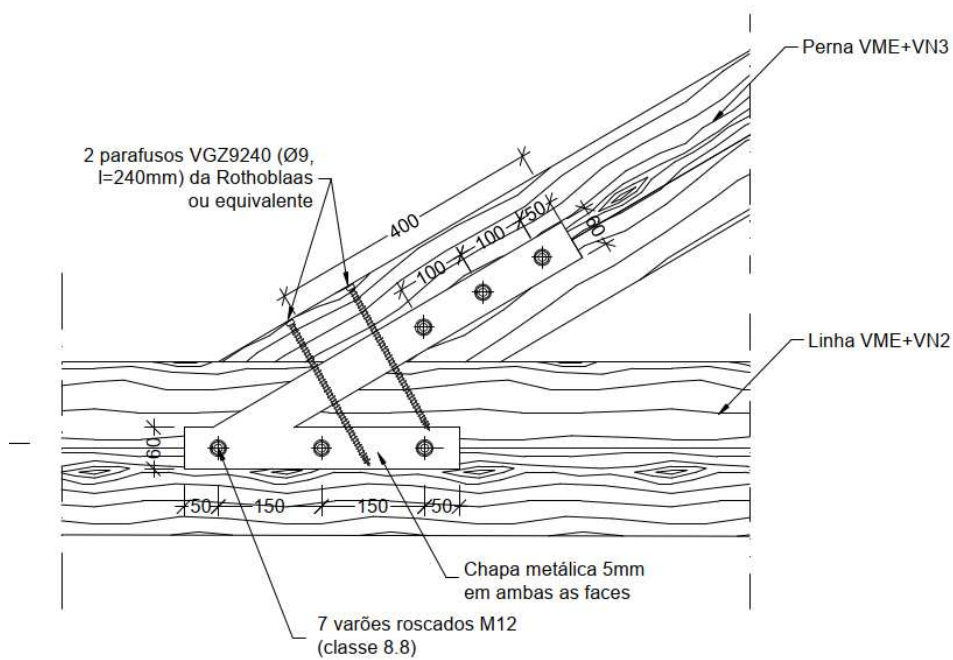 Perna VME+VN3
2 parafusos VGZ9240 (Ø9,
l=240mm) da Rothoblaas
ou equivalente
400
100
100
50
60
Linha VME+VN2
60
50
150
150
50
Chapa metálica 5mm
em ambas as faces
7 varões roscados M12
(classe 8.8)